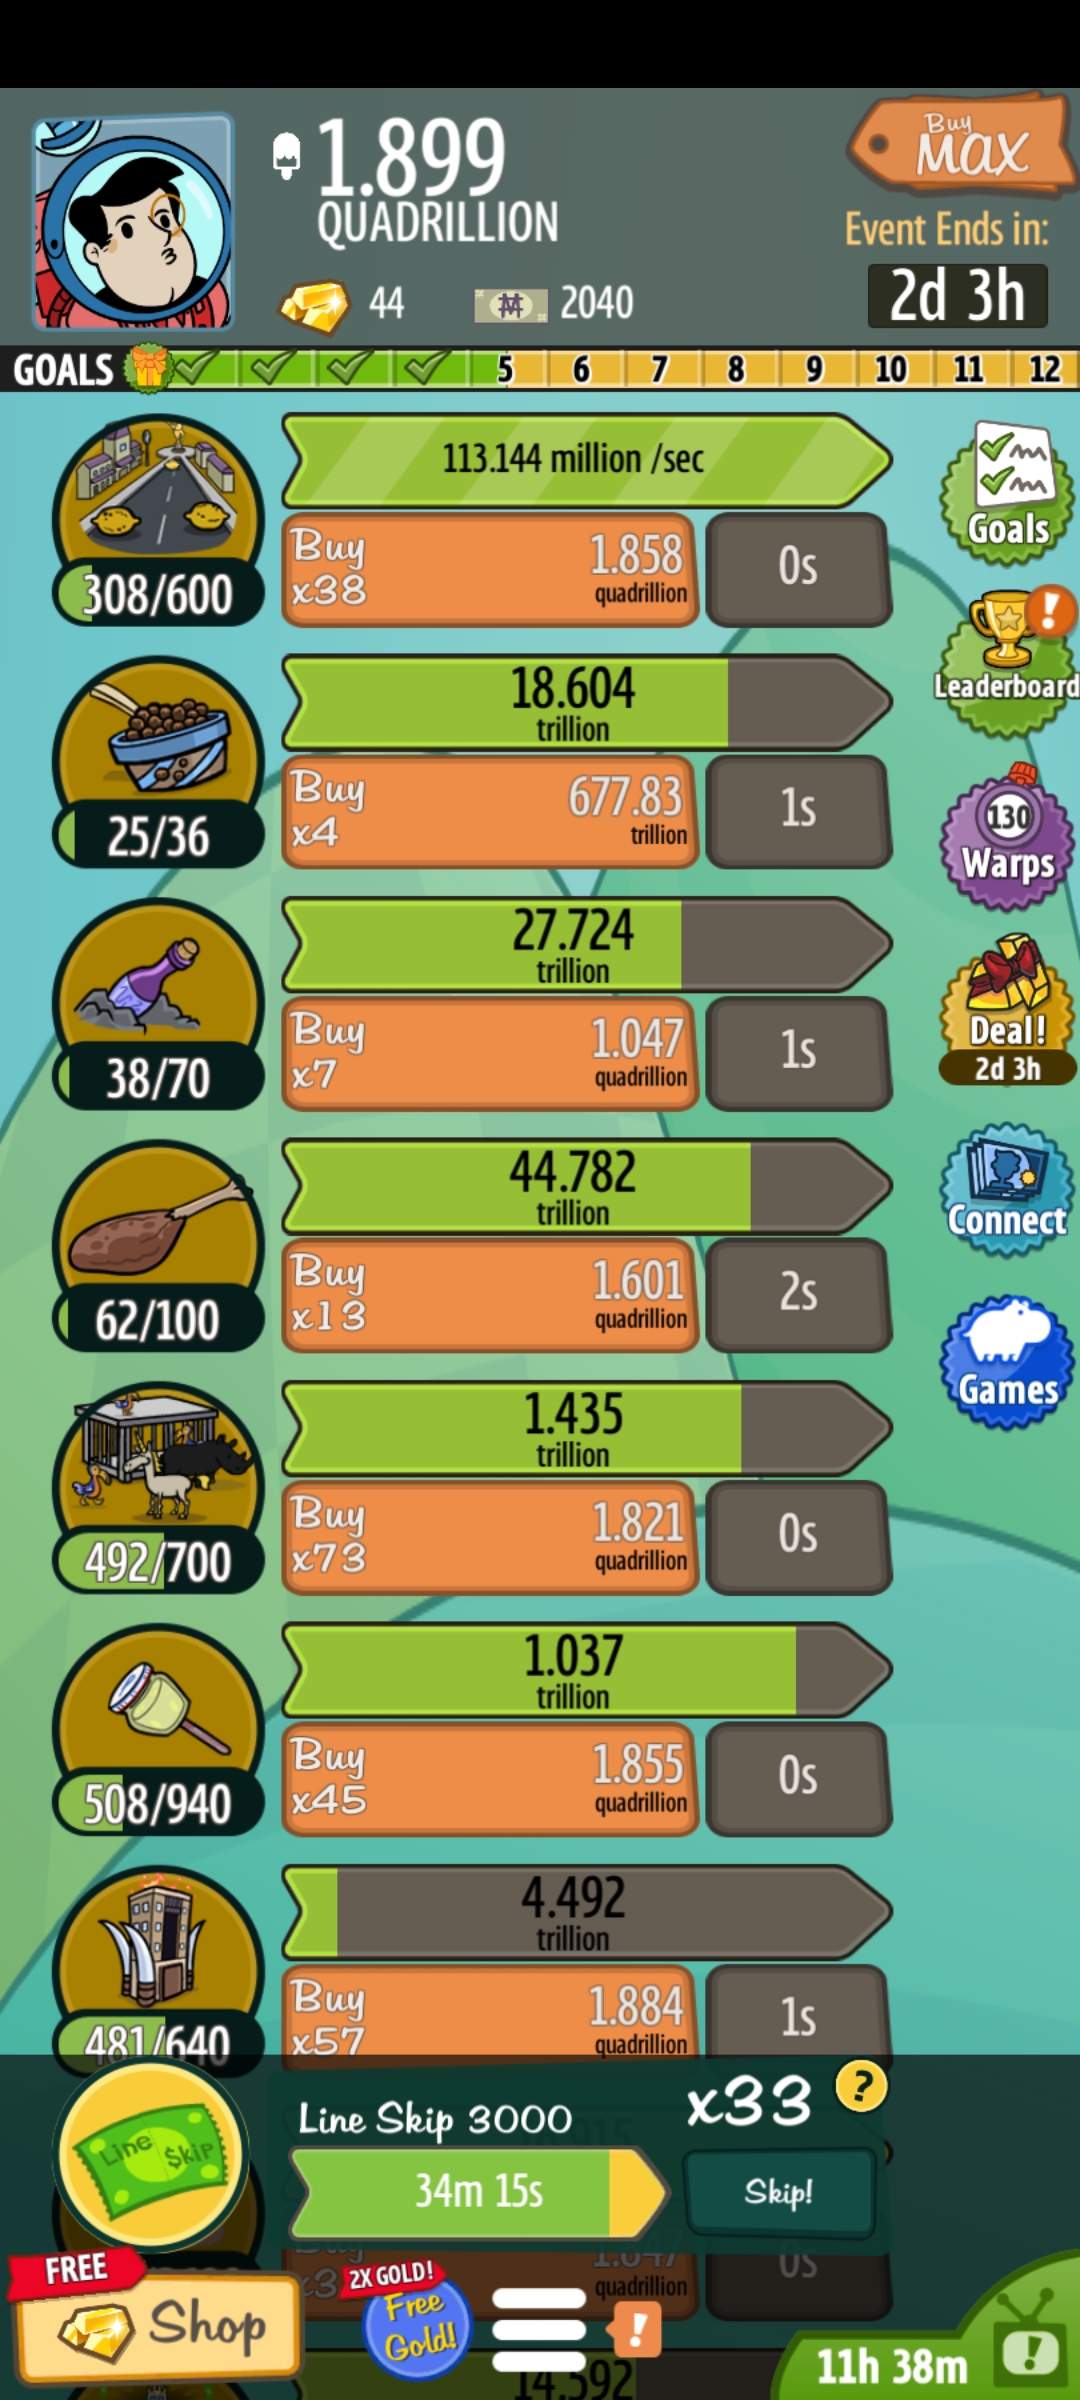 1.899
QUADRILLION
Buy
MAX
Event Ends in:
44
2040
2d 3h
GOALS
5 6 7 8 9 10 11 12
113.144 million /sec
Buy
x38
1.858
quadrillion
0s
308/600
Goals
Leaderboard
18.604
trillion
Buy
x4
677.83
trillion
1s
25/36
130
Warps
27.724
trillion
Buy
x7
1.047
quadrillion
1s
38/70
Deal!
2d 3h
44.782
trillion
Buy
x13
1.601
quadrillion
2s
62/100
Connect
Games
1.435
trillion
Buy
x73
1.821
quadrillion
0s
492/700
1.037
trillion
Buy
x45
1.855
quadrillion
0s
508/940
4.492
trillion
Buy
x57
1.884
quadrillion
1s
481/640
Line Skip 3000
x33
?
Line $kip
34m 15s
Skip!
quadrillion
0s
FREE
Shop
2X GOLD!
Free
Gold!
!
14.592
11h 38m
!